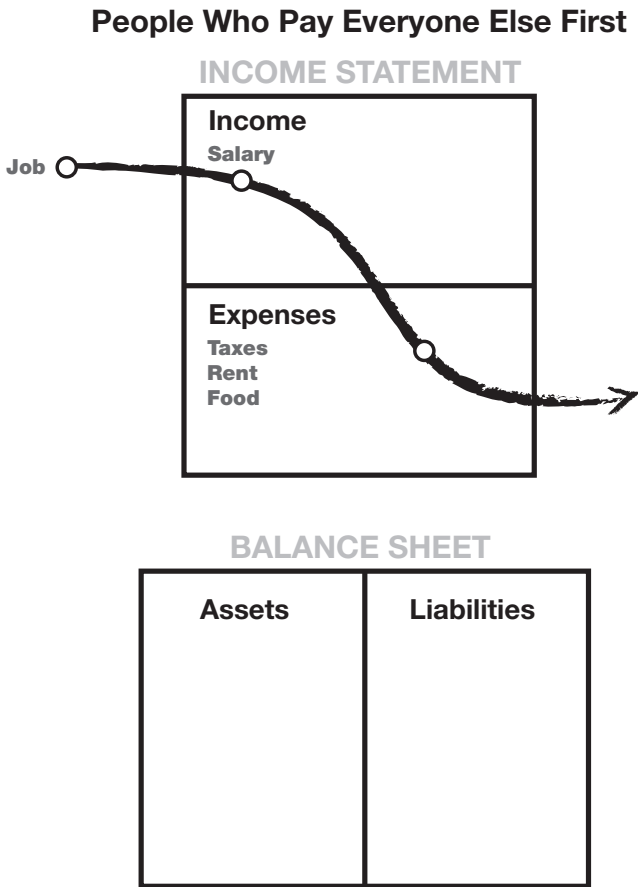 People Who Pay Everyone Else First
INCOME STATEMENT
Income
Salary
Job
Expenses
Taxes
Rent
Food
BALANCE SHEET
Assets
Liabilities